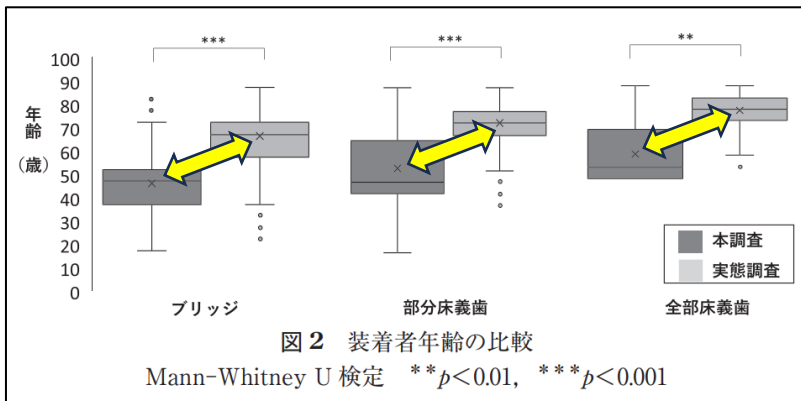 *** *** **
100
90
80
70
60
50
40
30
20
10
0
年齢
（歳）
本調査
実態調査
ブリッジ 部分床義歯 全部床義歯
図2 装着者年齢の比較
Mann-Whitney U 検定 **p<0.01, ***p<0.001